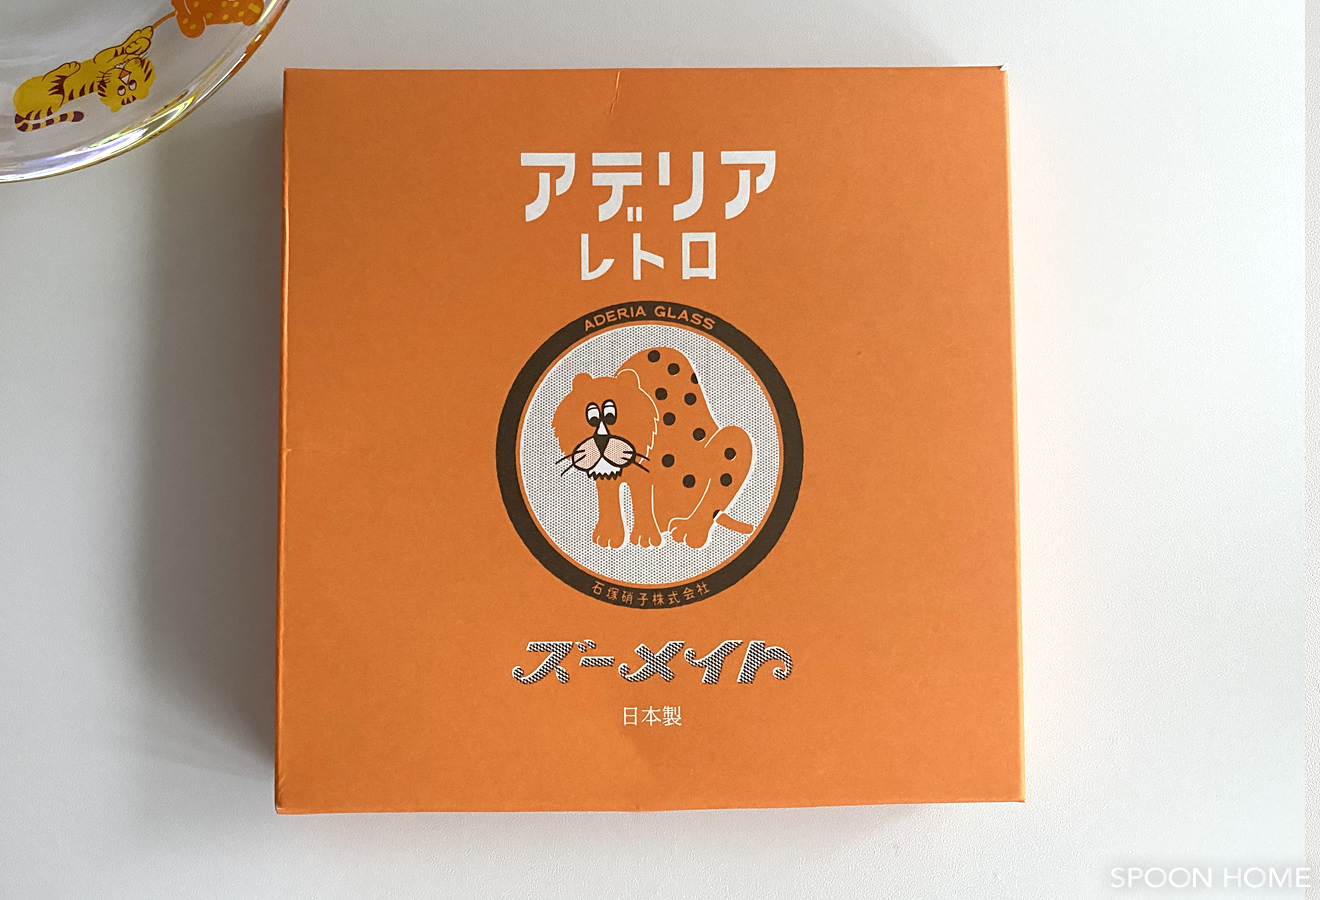 アデリア
レトロ
ADERIA GLASS
石塚硝子株式会社
ズーメイト
日本製
SPOON HOME